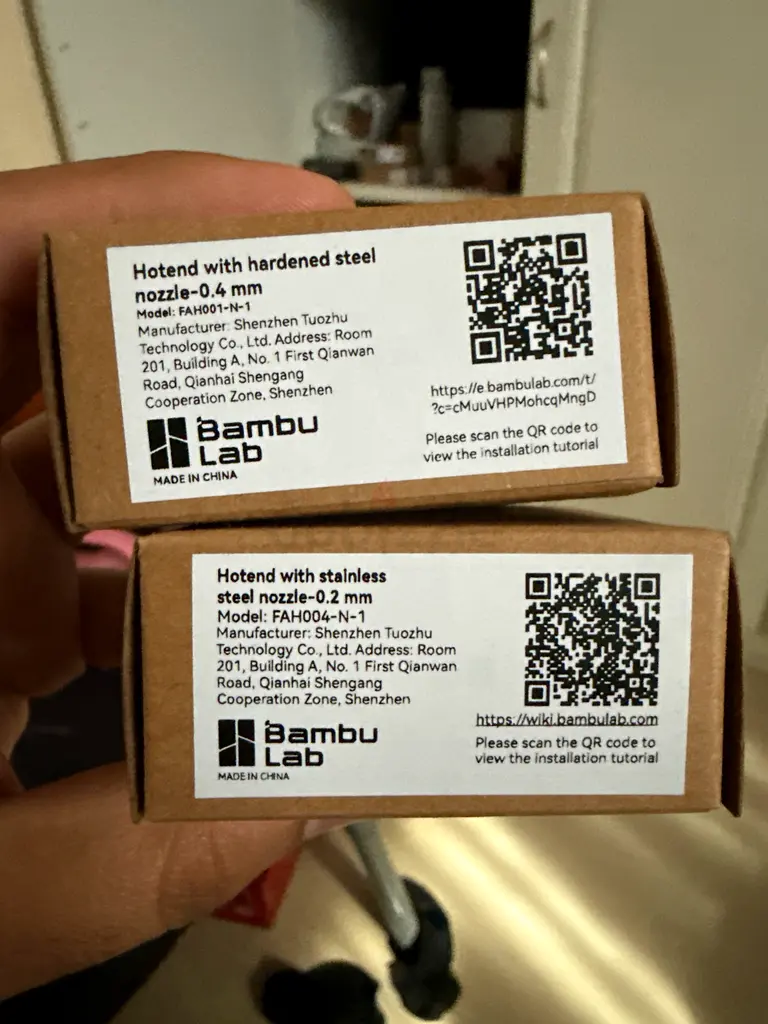 Hotend with hardened steel
nozzle-0.4 mm
Model: FAH001-N-1
Manufacturer: Shenzhen Tuozhu
Technology Co., Ltd. Address: Room
201, Building A, No. 1 First Qianwan
Road, Qianhai Shengang
Cooperation Zone, Shenzhen
Bambu
Lab
MADE IN CHINA
https://e.bambulab.com/t/
?c=cMuuVHPMohcqMngD
Please scan the QR code to
view the installation tutorial
Hotend with stainless
steel nozzle-0.2 mm
Model: FAH004-N-1
Manufacturer: Shenzhen Tuozhu
Technology Co., Ltd. Address: Room
201, Building A, No. 1 First Qianwan
Road, Qianhai Shengang
Cooperation Zone, Shenzhen
Bambu
Lab
MADE IN CHINA
https://wiki.bambulab.com
Please scan the QR code to
view the installation tutorial